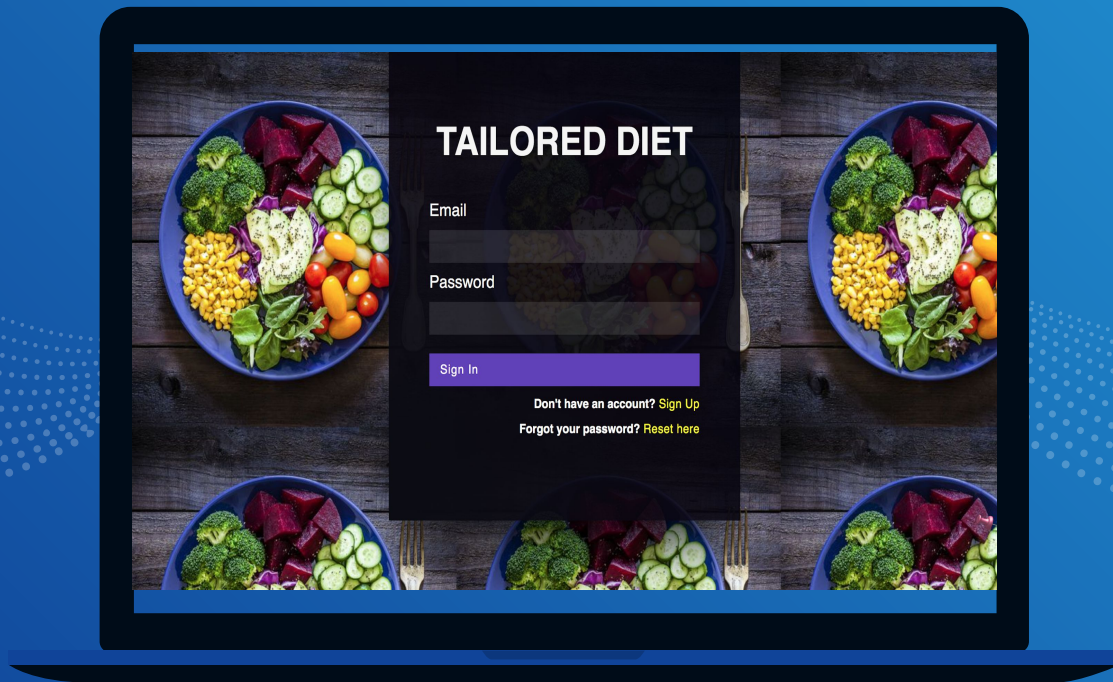 TAILORED DIET
Email
Password
Sign In
Don't have an account? Sign Up
Forgot your password? Reset here